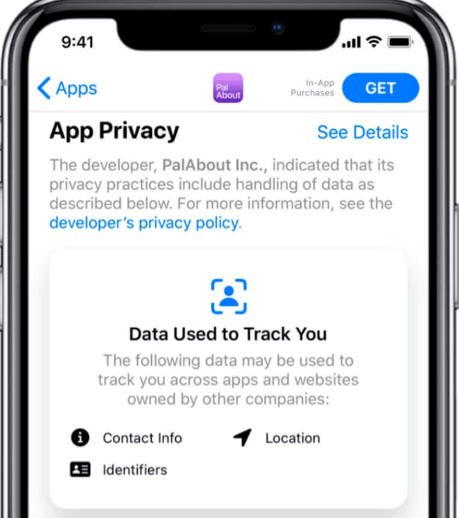 9:41
Apps
Pal
About
In-App
Purchases
GET
App Privacy
See Details
The developer, PalAbout Inc., indicated that its
privacy practices include handling of data as
described below. For more information, see the
developer's privacy policy.
Data Used to Track You
The following data may be used to
track you across apps and websites
owned by other companies:
Contact Info
Location
Identifiers